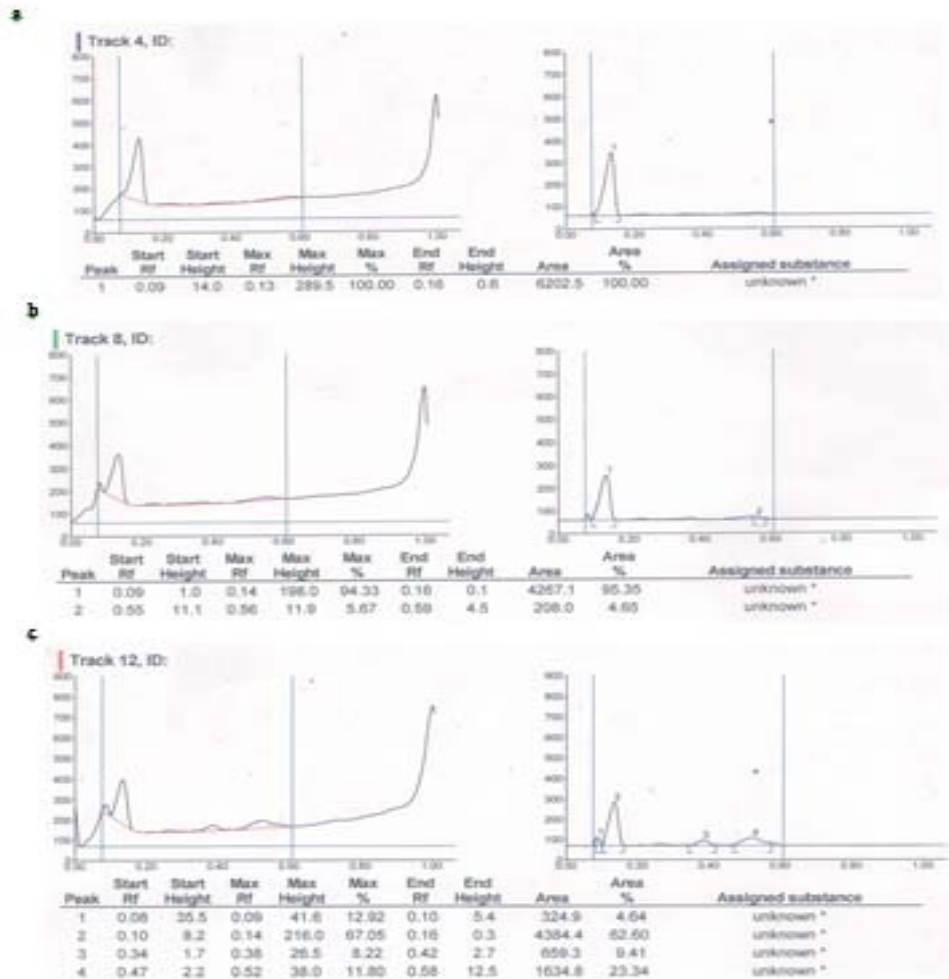 a
Track 4, ID:
Peak Start Rf Start Height Max Rf Max Height Max % End Rf End Height Area Area % Assigned substance
1 0.09 14.0 0.13 289.5 100.00 0.16 0.6 6202.5 100.00 unknown *
b
Track 8, ID:
Peak Start Rf Start Height Max Rf Max Height Max % End Rf End Height Area Area % Assigned substance
1 0.09 1.0 0.14 198.0 94.33 0.16 0.1 4267.1 95.35 unknown *
2 0.55 11.1 0.56 11.9 5.67 0.59 4.5 208.0 4.65 unknown *
c
Track 12, ID:
Peak Start Rf Start Height Max Rf Max Height Max % End Rf End Height Area Area % Assigned substance
1 0.08 35.5 0.09 41.6 12.92 0.10 5.4 324.9 4.64 unknown *
2 0.10 8.2 0.14 216.0 67.05 0.16 0.3 4384.4 62.60 unknown *
3 0.34 1.7 0.38 26.5 8.22 0.42 2.7 659.3 9.41 unknown *
4 0.47 2.2 0.52 38.0 11.80 0.58 12.5 1634.8 23.34 unknown *